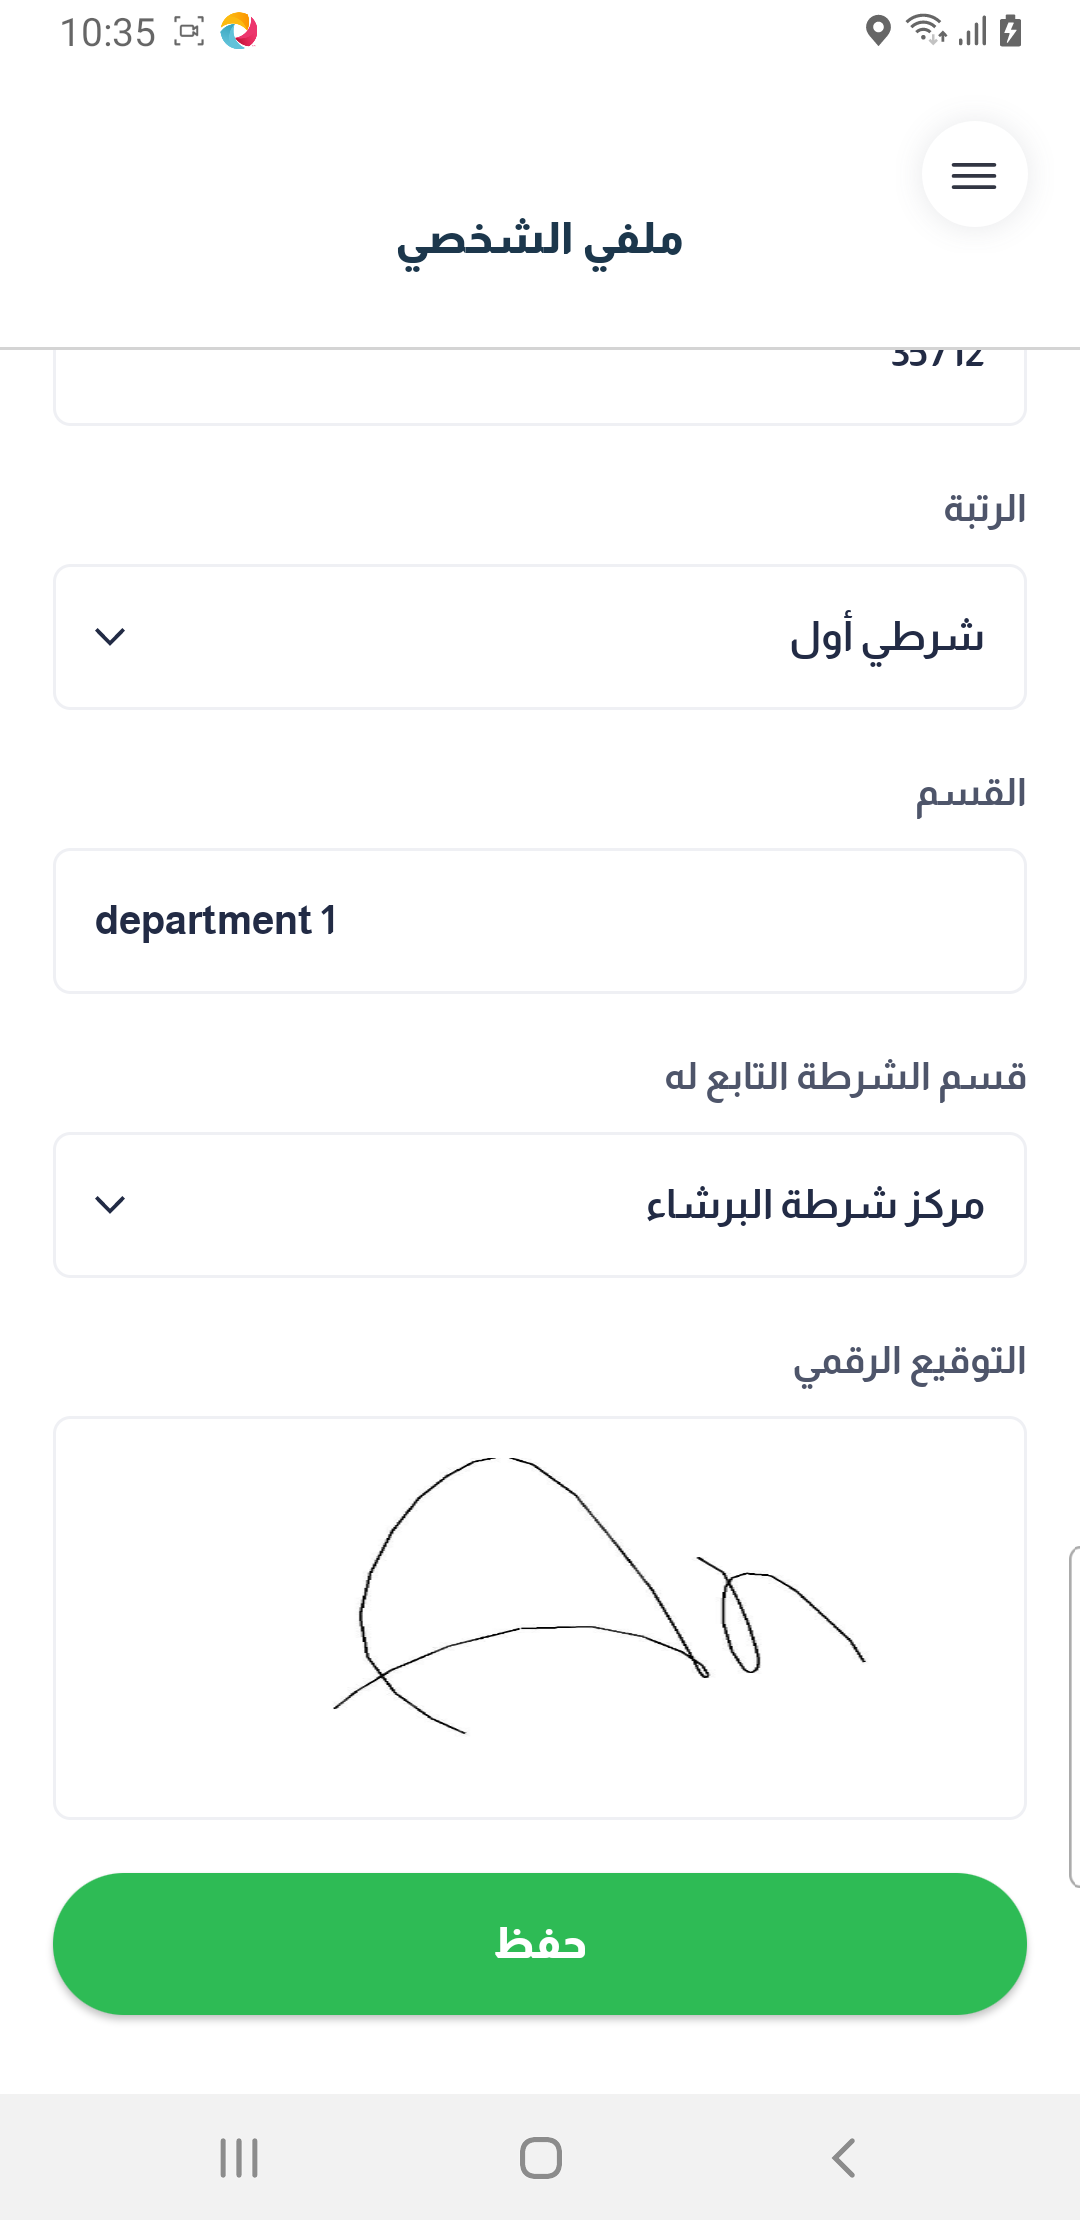 10:35
ملفي الشخصي
35712
الرتبة
شرطي أول
القسم
department 1
قسم الشرطة التابع له
مركز شرطة البرشاء
التوقيع الرقمي
حفظ